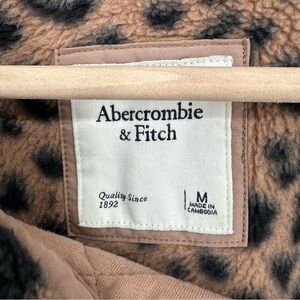 Abercrombie
& Fitch
Quality Since
1892
M
MADE IN
CAMBODIA